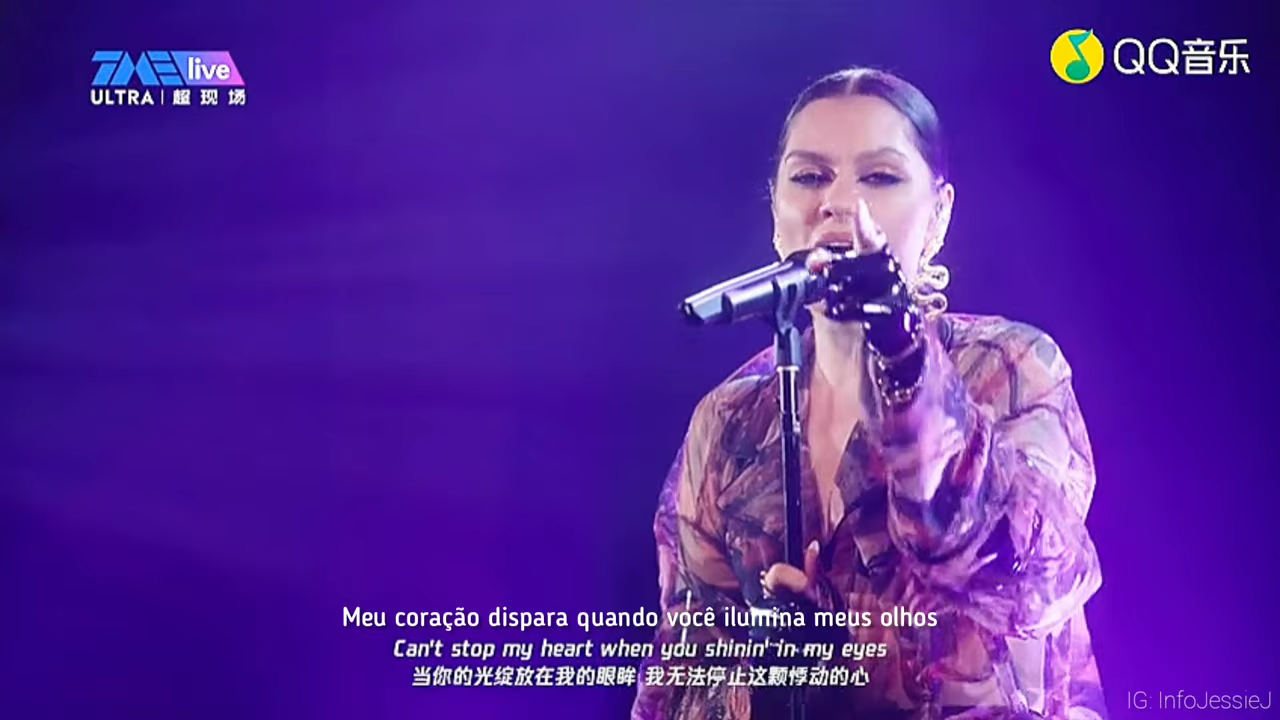 TME live
ULTRA | 超现场
QQ音乐
Meu coração dispara quando você ilumina meus olhos
Can't stop my heart when you shinin' in my eyes
当你的光绽放在我的眼眸 我无法停止这颗悸动的心
IG: InfoJessieJ